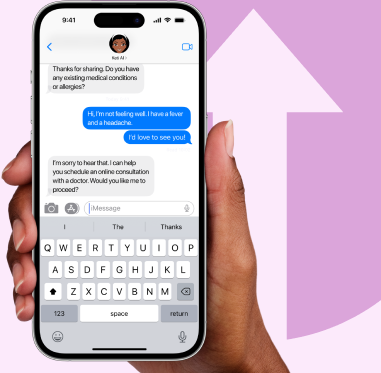 9:41
Kati AI
Thanks for sharing. Do you have
any existing medical conditions
or allergies?
Hi, I'm not feeling well. I have a fever
and a headache.
I'd love to see you!
I'm sorry to hear that. I can help
you schedule an online consultation
with a doctor. Would you like me to
proceed?
iMessage
I The Thanks
Q W E R T Y U I O P
A S D F G H J K L
Z X C V B N M
123 space return